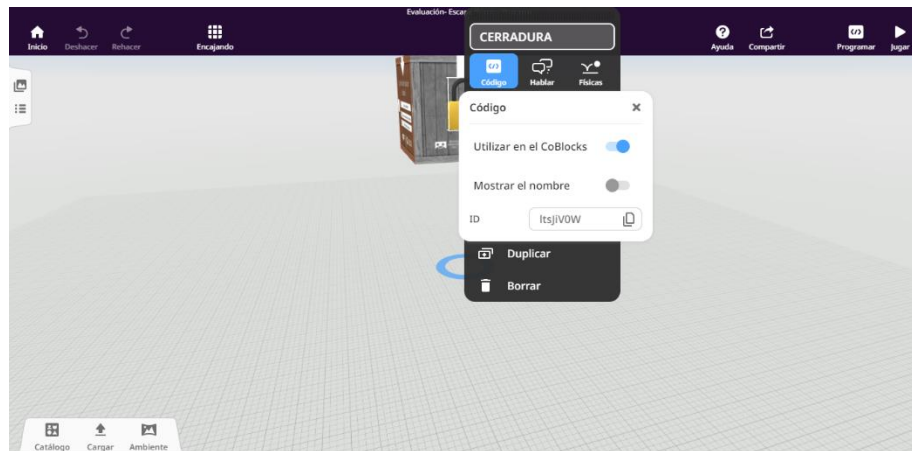 Evaluación- Esca
CERRADURA
Inicio Deshacer Rehacer Encajando Ayuda Compartir Programar Jugar
Código Hablar Físicas
Código
Utilizar en el CoBlocks
Mostrar el nombre
ID ltsJiV0W
Duplicar
Borrar
Catálogo Cargar Ambiente